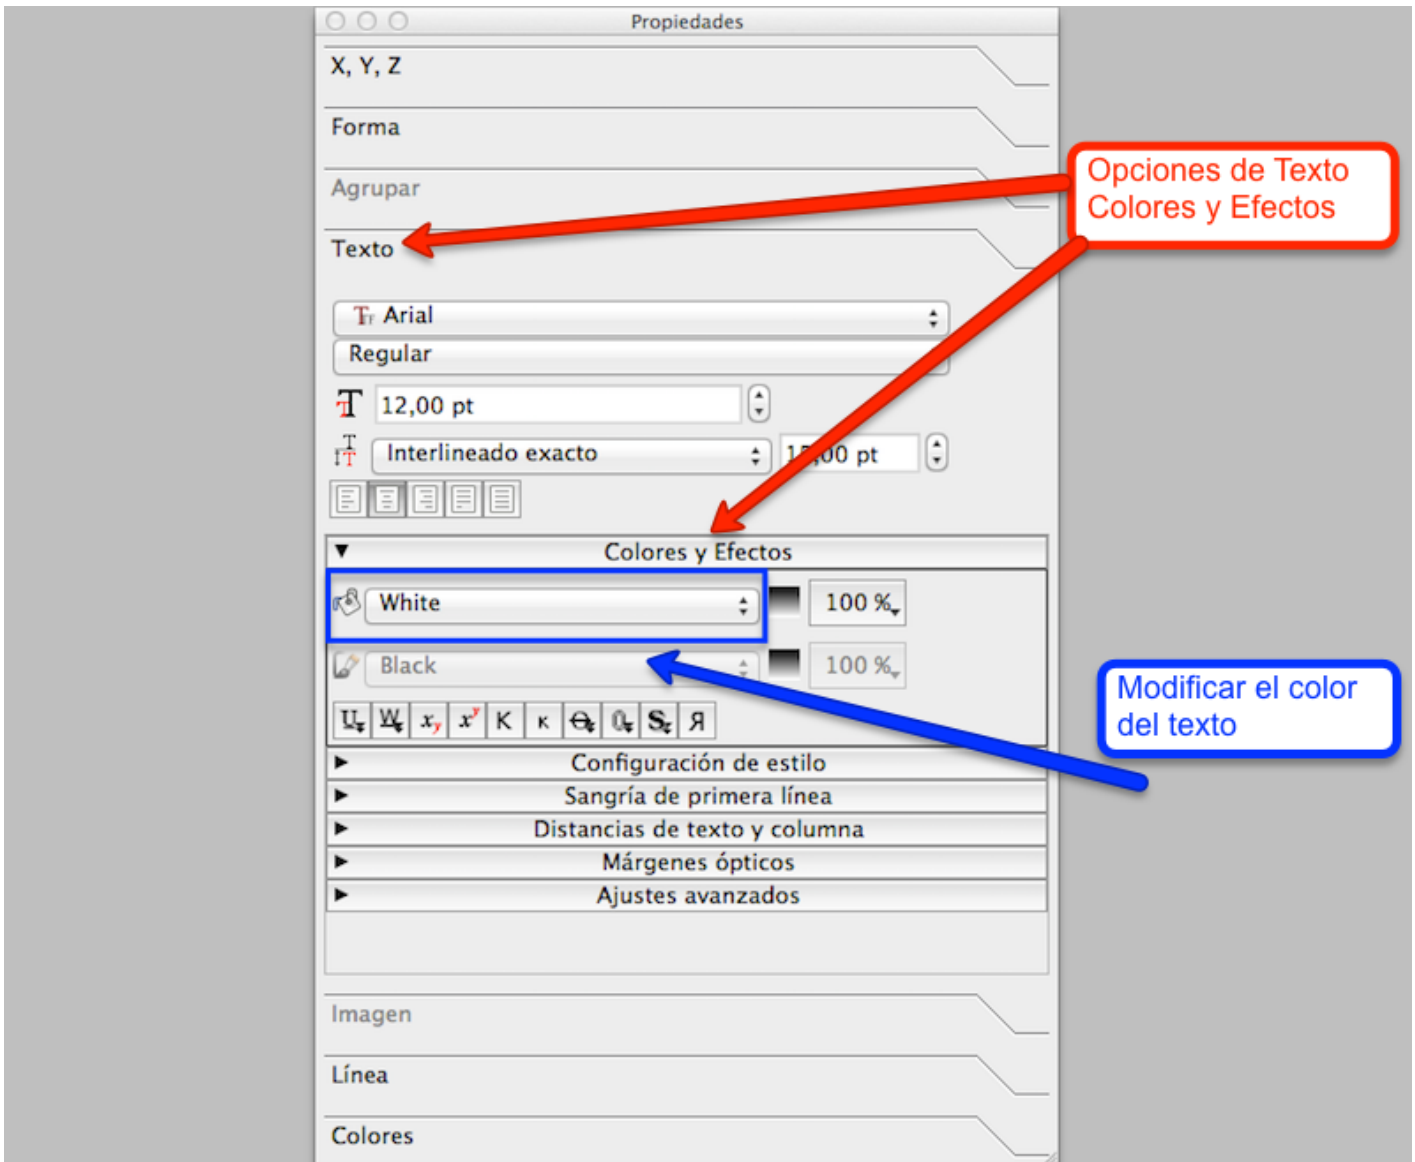 Propiedades
X, Y, Z
Forma
Agrupar
Opciones de Texto
Colores y Efectos
Texto
Arial
Regular
12,00 pt
Interlineado exacto
00 pt
Colores y Efectos
White 100 %
Black 100 %
Modificar el color
del texto
Configuración de estilo
Sangría de primera línea
Distancias de texto y columna
Márgenes ópticos
Ajustes avanzados
Imagen
Línea
Colores